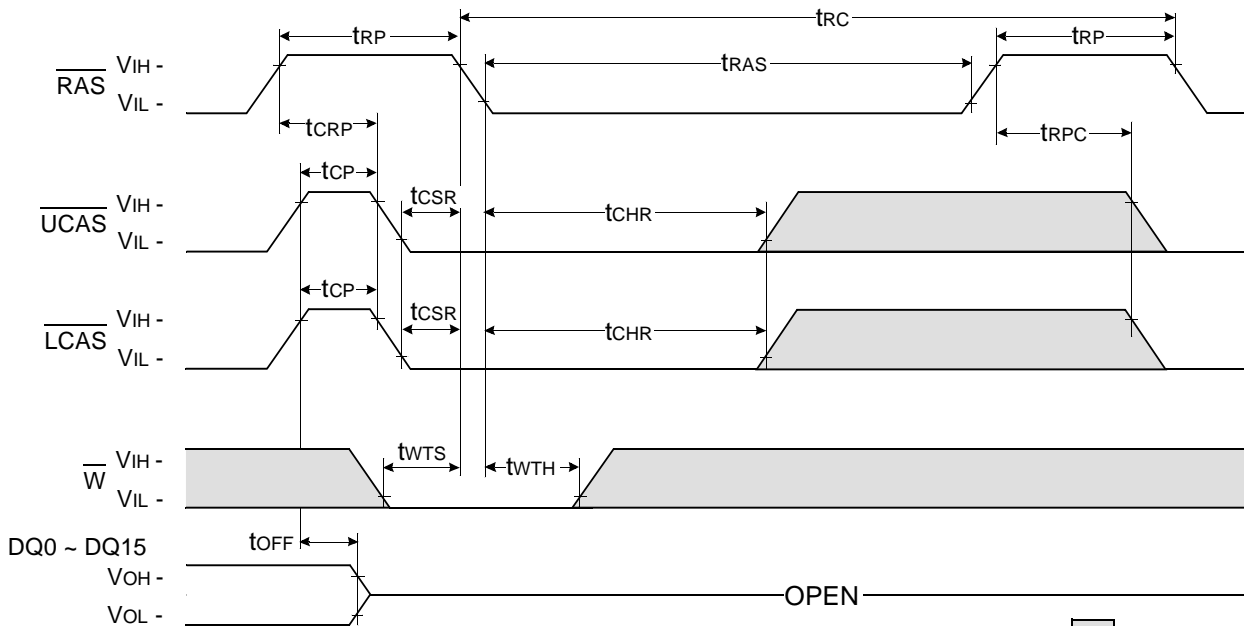 tRC
tRP
tRP
RAS
VIH -
tRAS
VIL -
tCRP
tRPC
tCP
tCSR
UCAS
VIH -
tCHR
VIL -
tCP
tCSR
LCAS
VIH -
tCHR
VIL -
W
VIH -
tWTS
tWTH
VIL -
DQ0 ~ DQ15
tOFF
VOH -
OPEN
VOL -